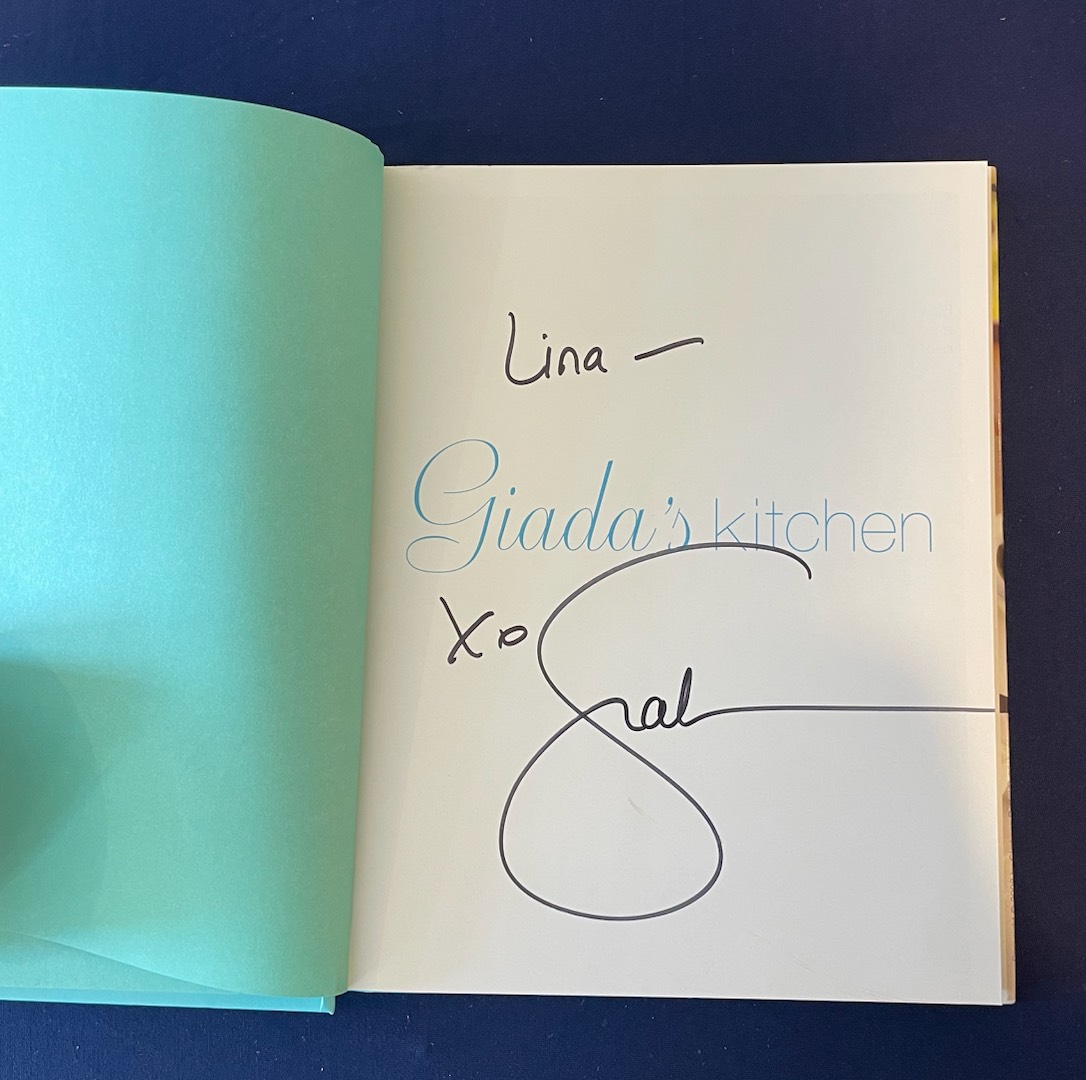 Lina —
Giada's kitchen
xo